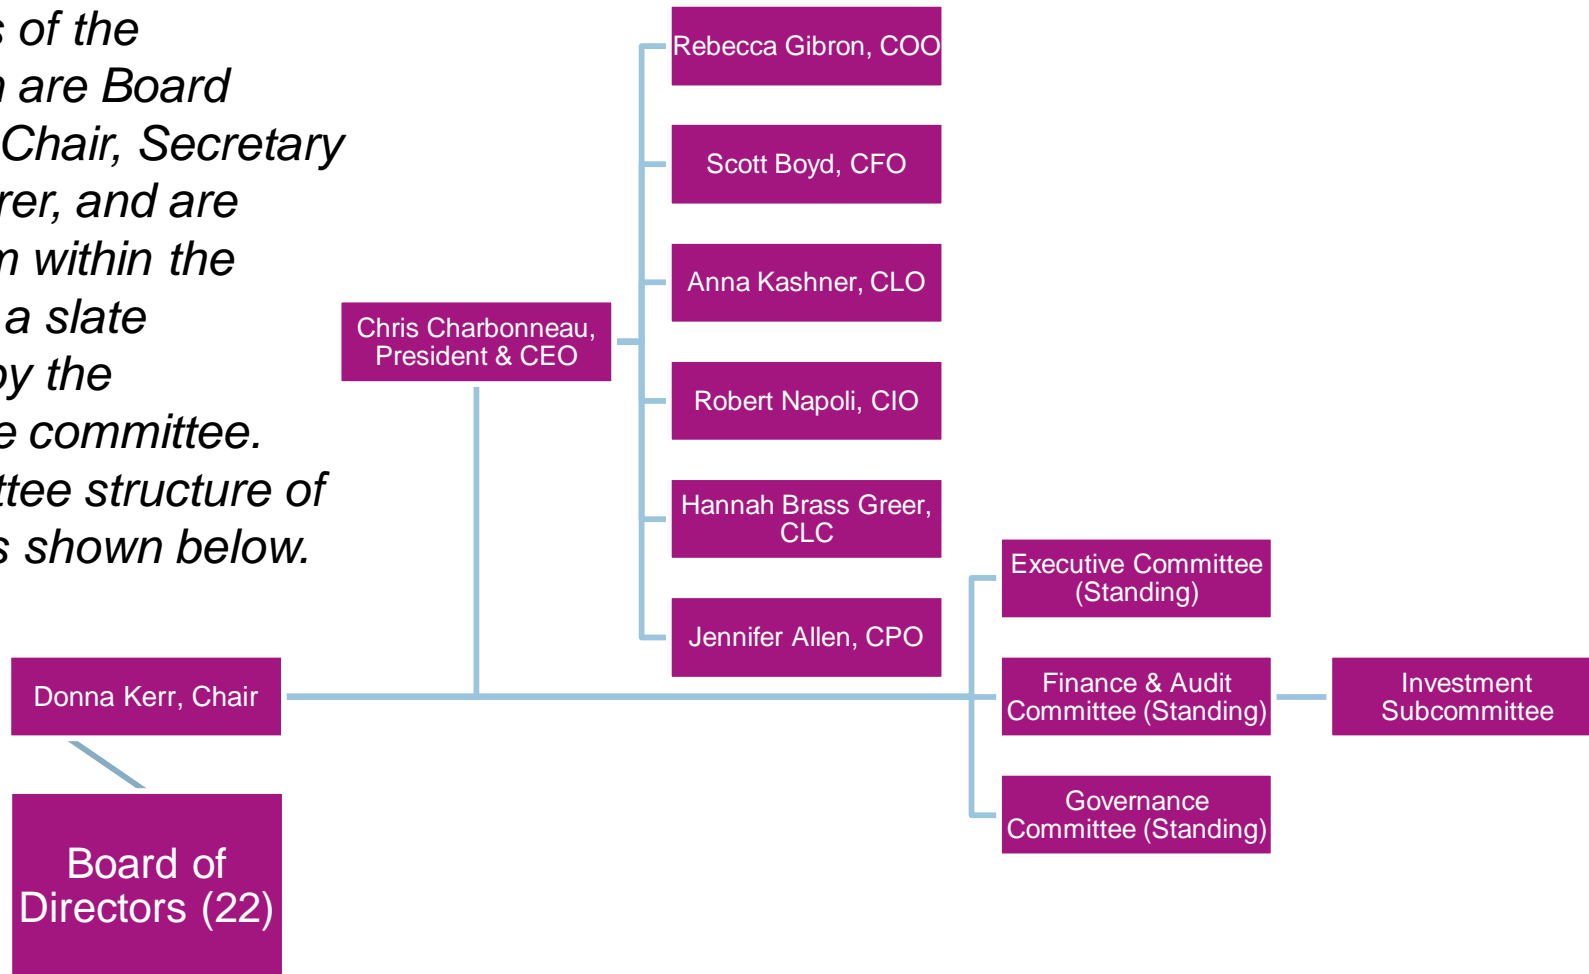 s of the
are Board
Chair, Secretary
rer, and are
m within the
a slate
by the
e committee.
ttee structure of
s shown below.
Rebecca Gibron, COO
Scott Boyd, CFO
Anna Kashner, CLO
Chris Charbonneau,
President & CEO
Robert Napoli, CIO
Hannah Brass Greer,
CLC
Jennifer Allen, CPO
Executive Committee
(Standing)
Donna Kerr, Chair
Finance & Audit
Committee (Standing)
Investment
Subcommittee
Governance
Committee (Standing)
Board of
Directors (22)